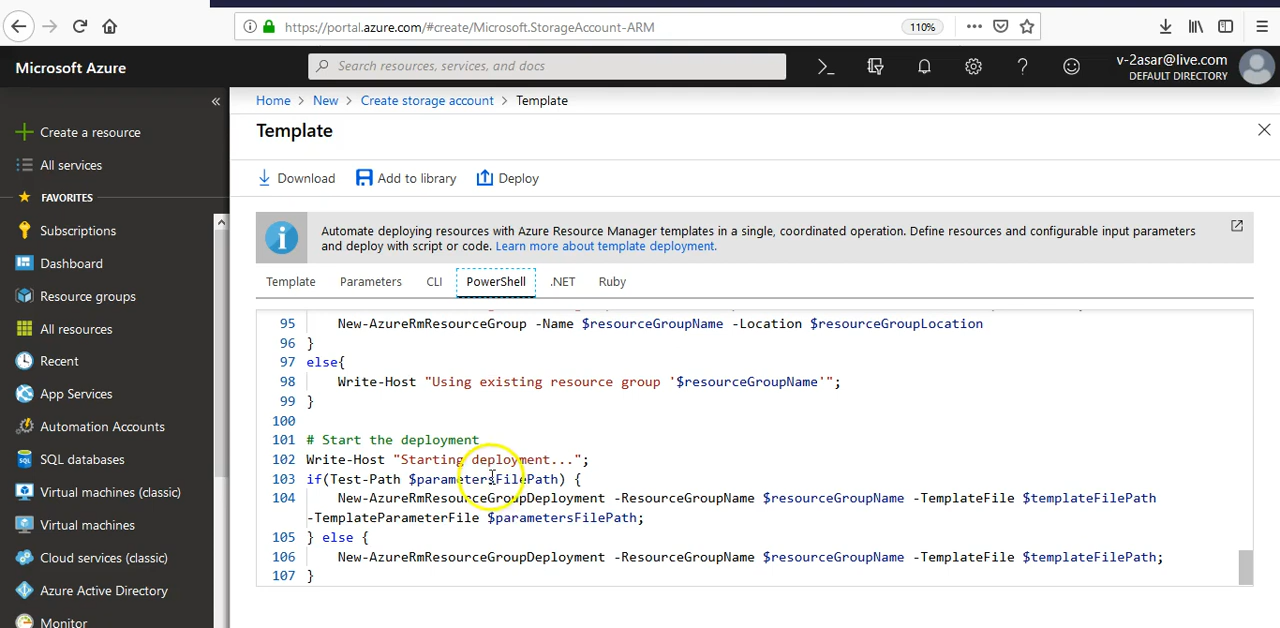 https://portal.azure.com/#create/Microsoft.StorageAccount-ARM
110%
Microsoft Azure
Search resources, services, and docs
v-2asar@live.com
DEFAULT DIRECTORY
Home > New > Create storage account > Template
Template
Create a resource
All services
FAVORITES
Subscriptions
Dashboard
Resource groups
All resources
Recent
App Services
Automation Accounts
SQL databases
Virtual machines (classic)
Virtual machines
Cloud services (classic)
Azure Active Directory
Monitor
Download
Add to library
Deploy
Automate deploying resources with Azure Resource Manager templates in a single, coordinated operation. Define resources and configurable input parameters
and deploy with script or code. Learn more about template deployment.
Template Parameters CLI PowerShell .NET Ruby
95 New-AzureRmResourceGroup -Name $resourceGroupName -Location $resourceGroupLocation
96 }
97 else{
98 Write-Host "Using existing resource group '$resourceGroupName'";
99 }
100
101 # Start the deployment
102 Write-Host "Starting deployment...";
103 if(Test-Path $parametersFilePath) {
104 New-AzureRmResourceGroupDeployment -ResourceGroupName $resourceGroupName -TemplateFile $templateFilePath
-TemplateParameterFile $parametersFilePath;
105 } else {
106 New-AzureRmResourceGroupDeployment -ResourceGroupName $resourceGroupName -TemplateFile $templateFilePath;
107 }